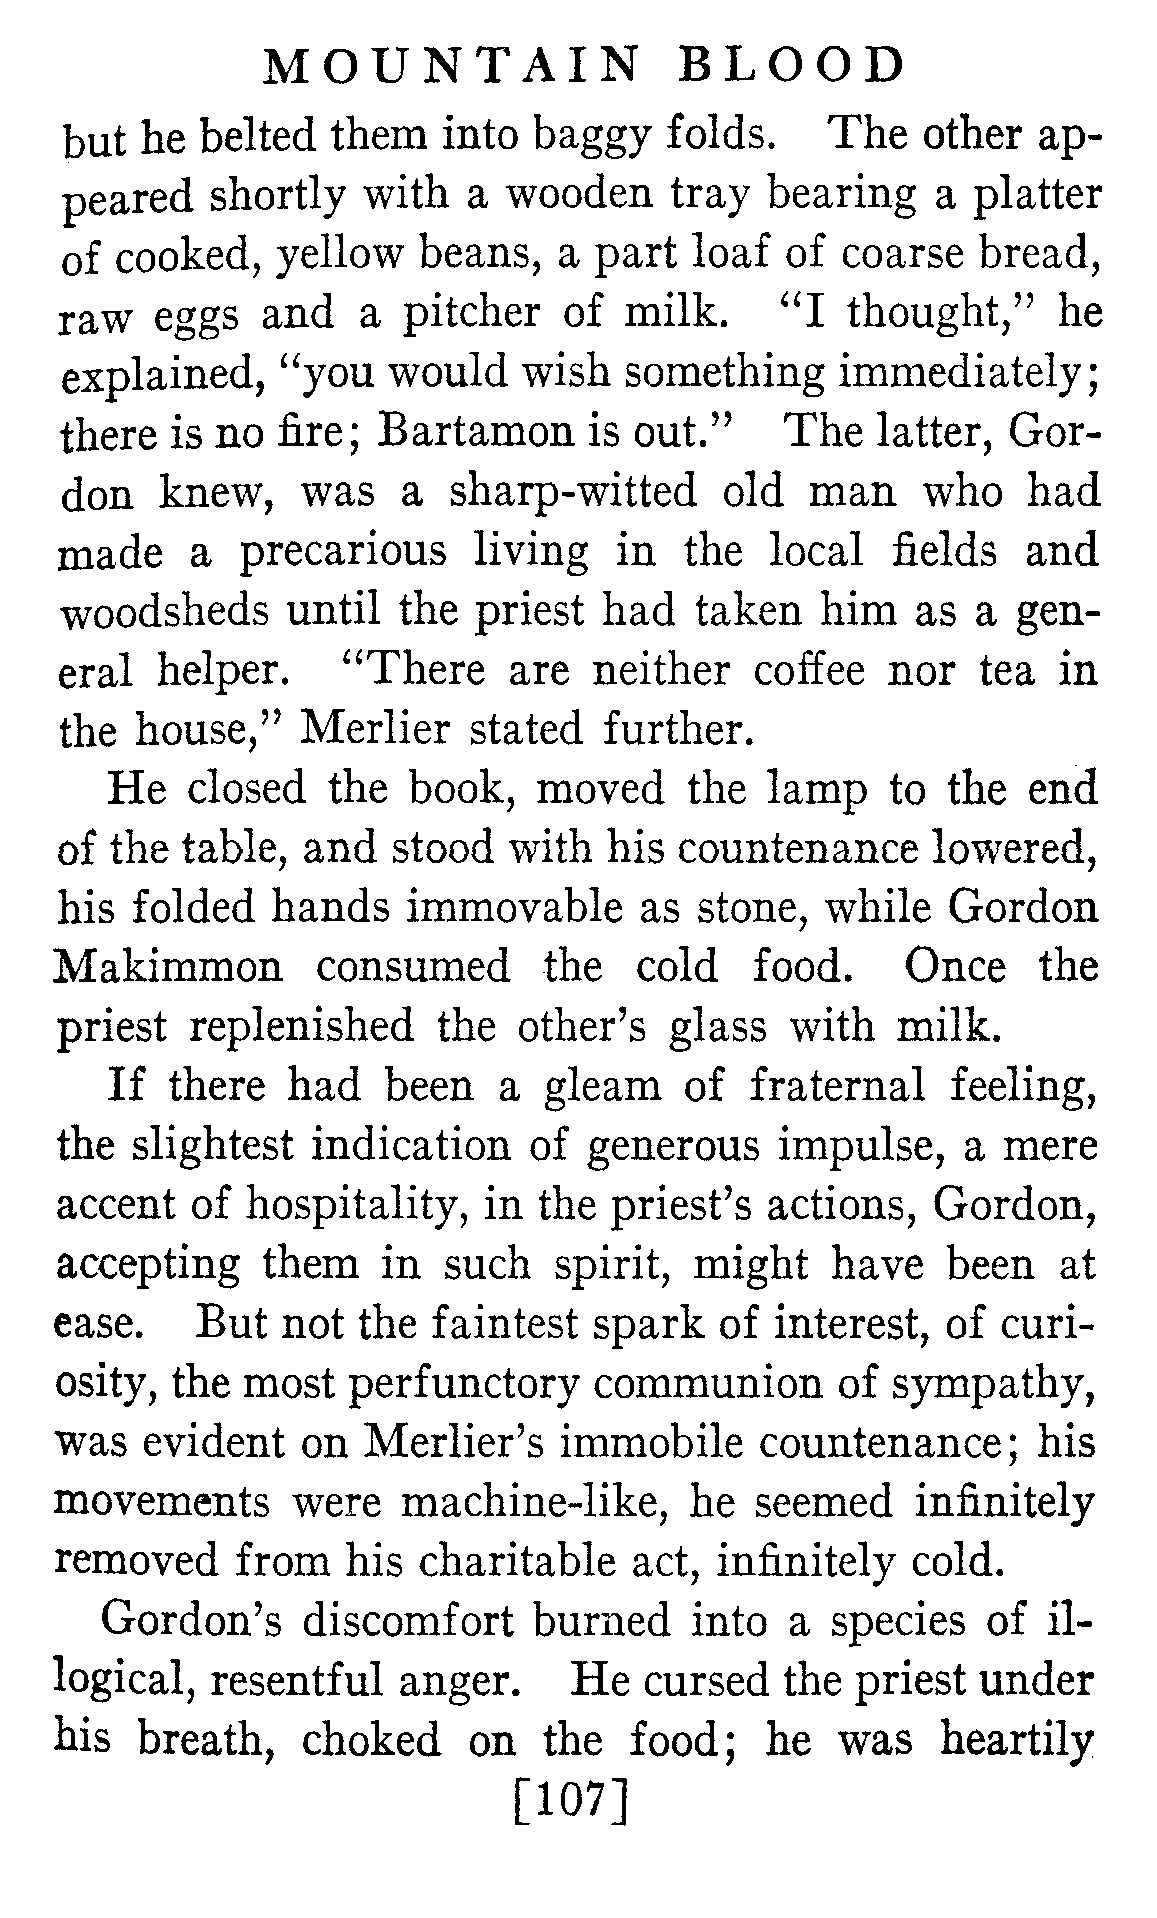 MOUNTAIN BLOOD
but he belted them into baggy folds. The other ap-
peared shortly with a wooden tray bearing a platter
of cooked, yellow beans, a part loaf of coarse bread,
raw eggs and a pitcher of milk. “I thought,” he
explained, “you would wish something immediately;
there is no fire; Bartamon is out.” The latter, Gor-
don knew, was a sharp-witted old man who had
made a precarious living in the local fields and
woodsheds until the priest had taken him as a gen-
eral helper. “There are neither coffee nor tea in
the house,” Merlier stated further.
He closed the book, moved the lamp to the end
of the table, and stood with his countenance lowered,
his folded hands immovable as stone, while Gordon
Makimmon consumed the cold food. Once the
priest replenished the other’s glass with milk.
If there had been a gleam of fraternal feeling,
the slightest indication of generous impulse, a mere
accent of hospitality, in the priest’s actions, Gordon,
accepting them in such spirit, might have been at
ease. But not the faintest spark of interest, of curi-
osity, the most perfunctory communion of sympathy,
was evident on Merlier’s immobile countenance; his
movements were machine-like, he seemed infinitely
removed from his charitable act, infinitely cold.
Gordon’s discomfort burned into a species of il-
logical, resentful anger. He cursed the priest under
his breath, choked on the food; he was heartily
[107]